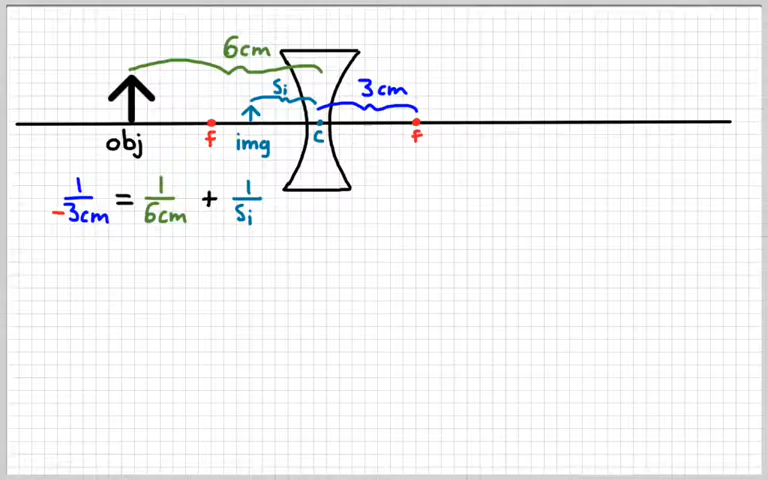 6cm
si 3cm
obj f img c f
1/-3cm = 1/6cm + 1/si